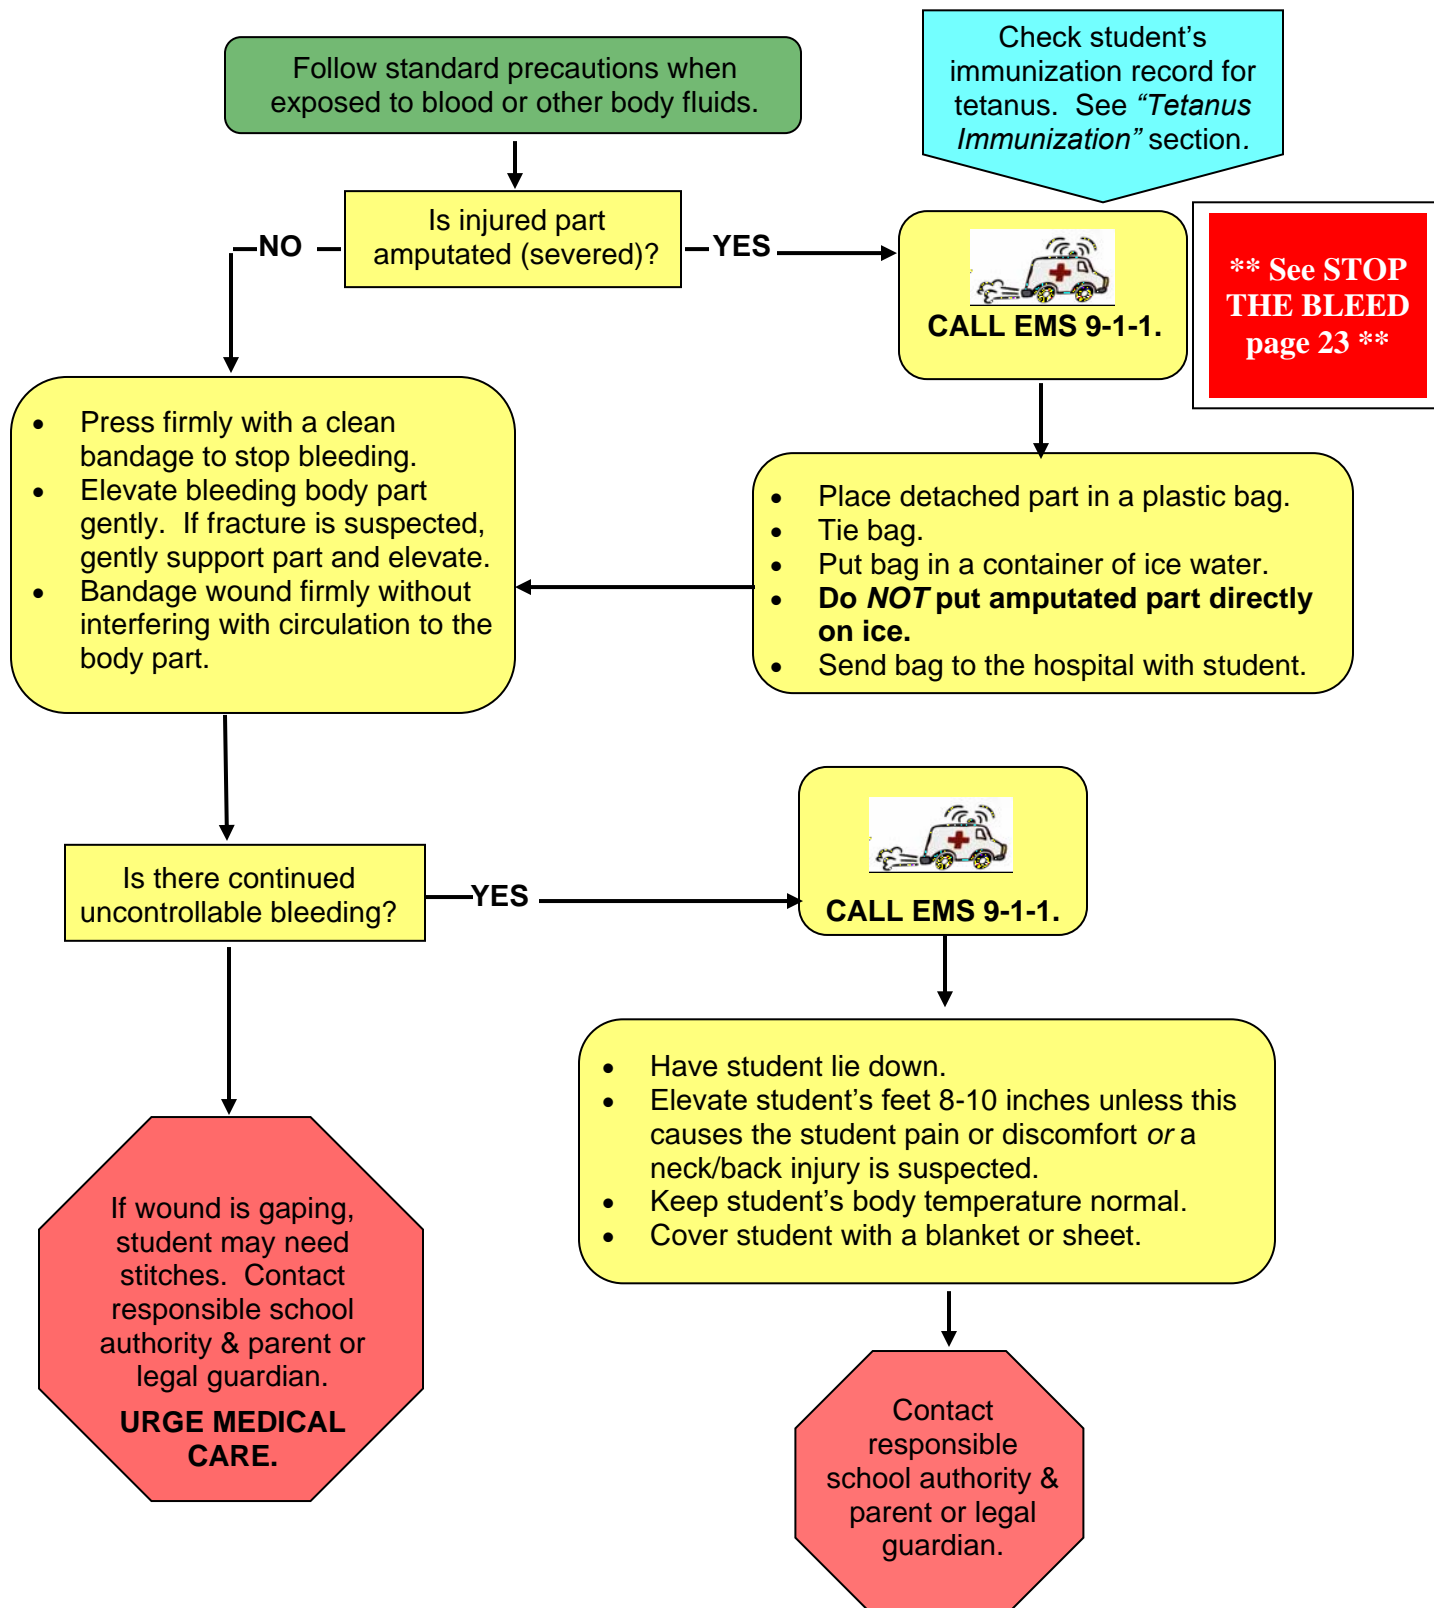 Follow standard precautions when
exposed to blood or other body fluids.
Check student’s
immunization record for
tetanus.  See “Tetanus
Immunization” section.
Is injured part
amputated (severed)?
NO
YES
CALL EMS 9-1-1.
** See STOP
THE BLEED
page 23 **
• Press firmly with a clean
bandage to stop bleeding.
• Elevate bleeding body part
gently.  If fracture is suspected,
gently support part and elevate.
• Bandage wound firmly without
interfering with circulation to the
body part.
• Place detached part in a plastic bag.
• Tie bag.
• Put bag in a container of ice water.
• Do NOT put amputated part directly
on ice.
• Send bag to the hospital with student.
Is there continued
uncontrollable bleeding?
YES
CALL EMS 9-1-1.
• Have student lie down.
• Elevate student’s feet 8-10 inches unless this
causes the student pain or discomfort or a
neck/back injury is suspected.
• Keep student’s body temperature normal.
• Cover student with a blanket or sheet.
If wound is gaping,
student may need
stitches.  Contact
responsible school
authority & parent or
legal guardian.
URGE MEDICAL
CARE.
Contact
responsible
school authority &
parent or legal
guardian.